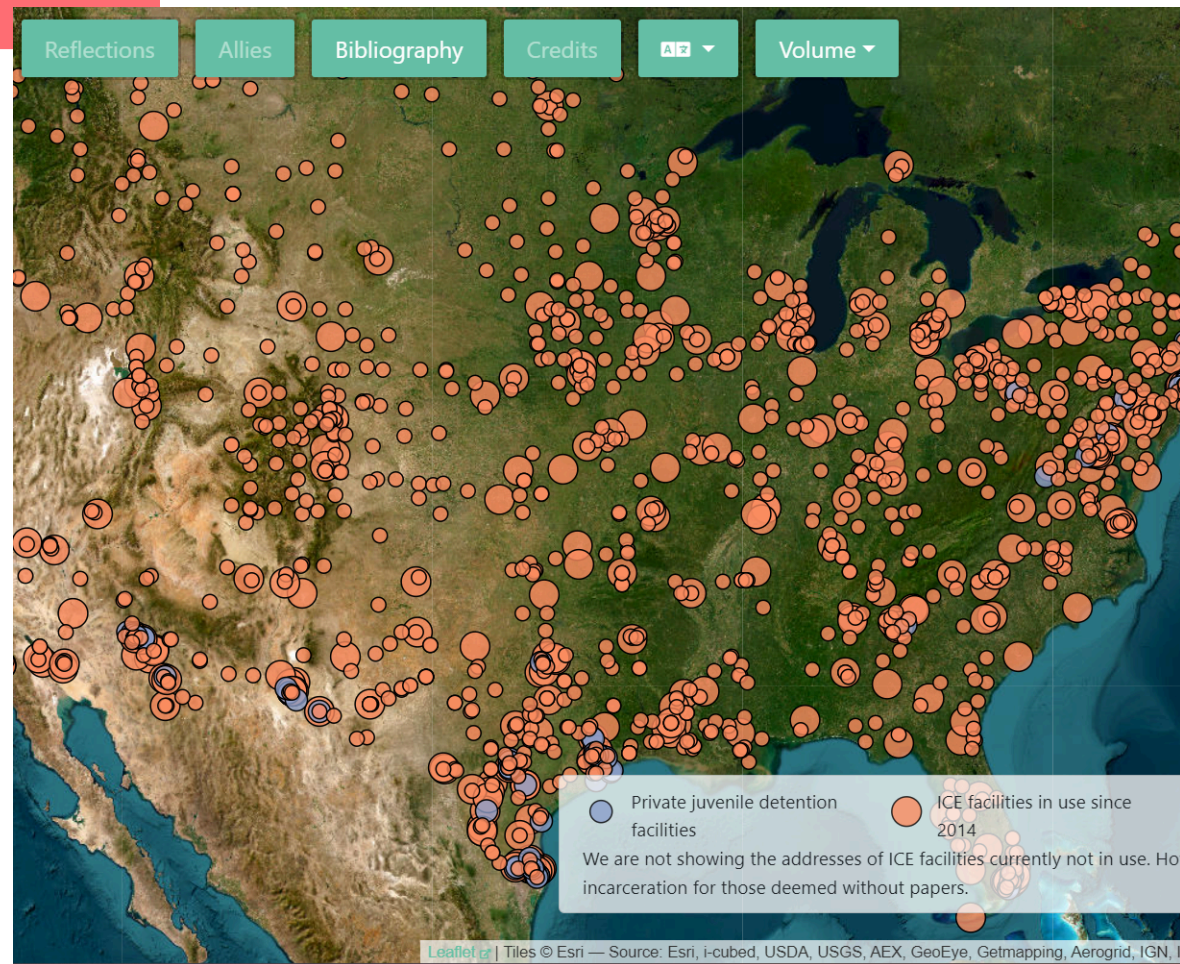 Reflections
Allies
Bibliography
Credits
Volume
Private juvenile detention
facilities
ICE facilities in use since
2014
We are not showing the addresses of ICE facilities currently not in use. Ho
incarceration for those deemed without papers.
Leaflet | Tiles © Esri — Source: Esri, i-cubed, USDA, USGS, AEX, GeoEye, Getmapping, Aerogrid, IGN,